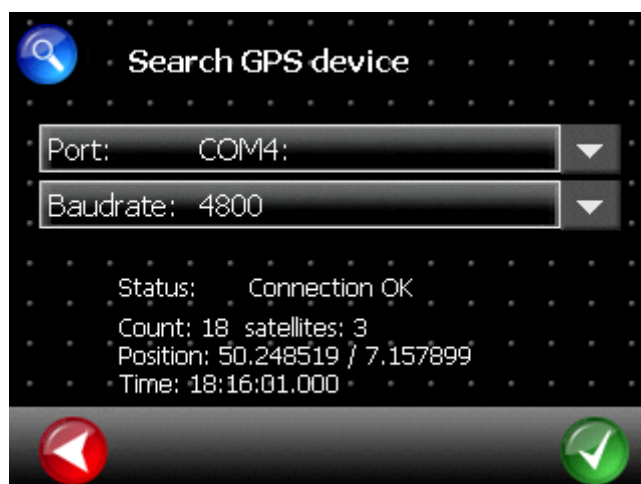 Search GPS device
Port: COM4:
Baudrate: 4800
Status: Connection OK
Count: 18 satellites: 3
Position: 50.248519 / 7.157899
Time: 18:16:01.000